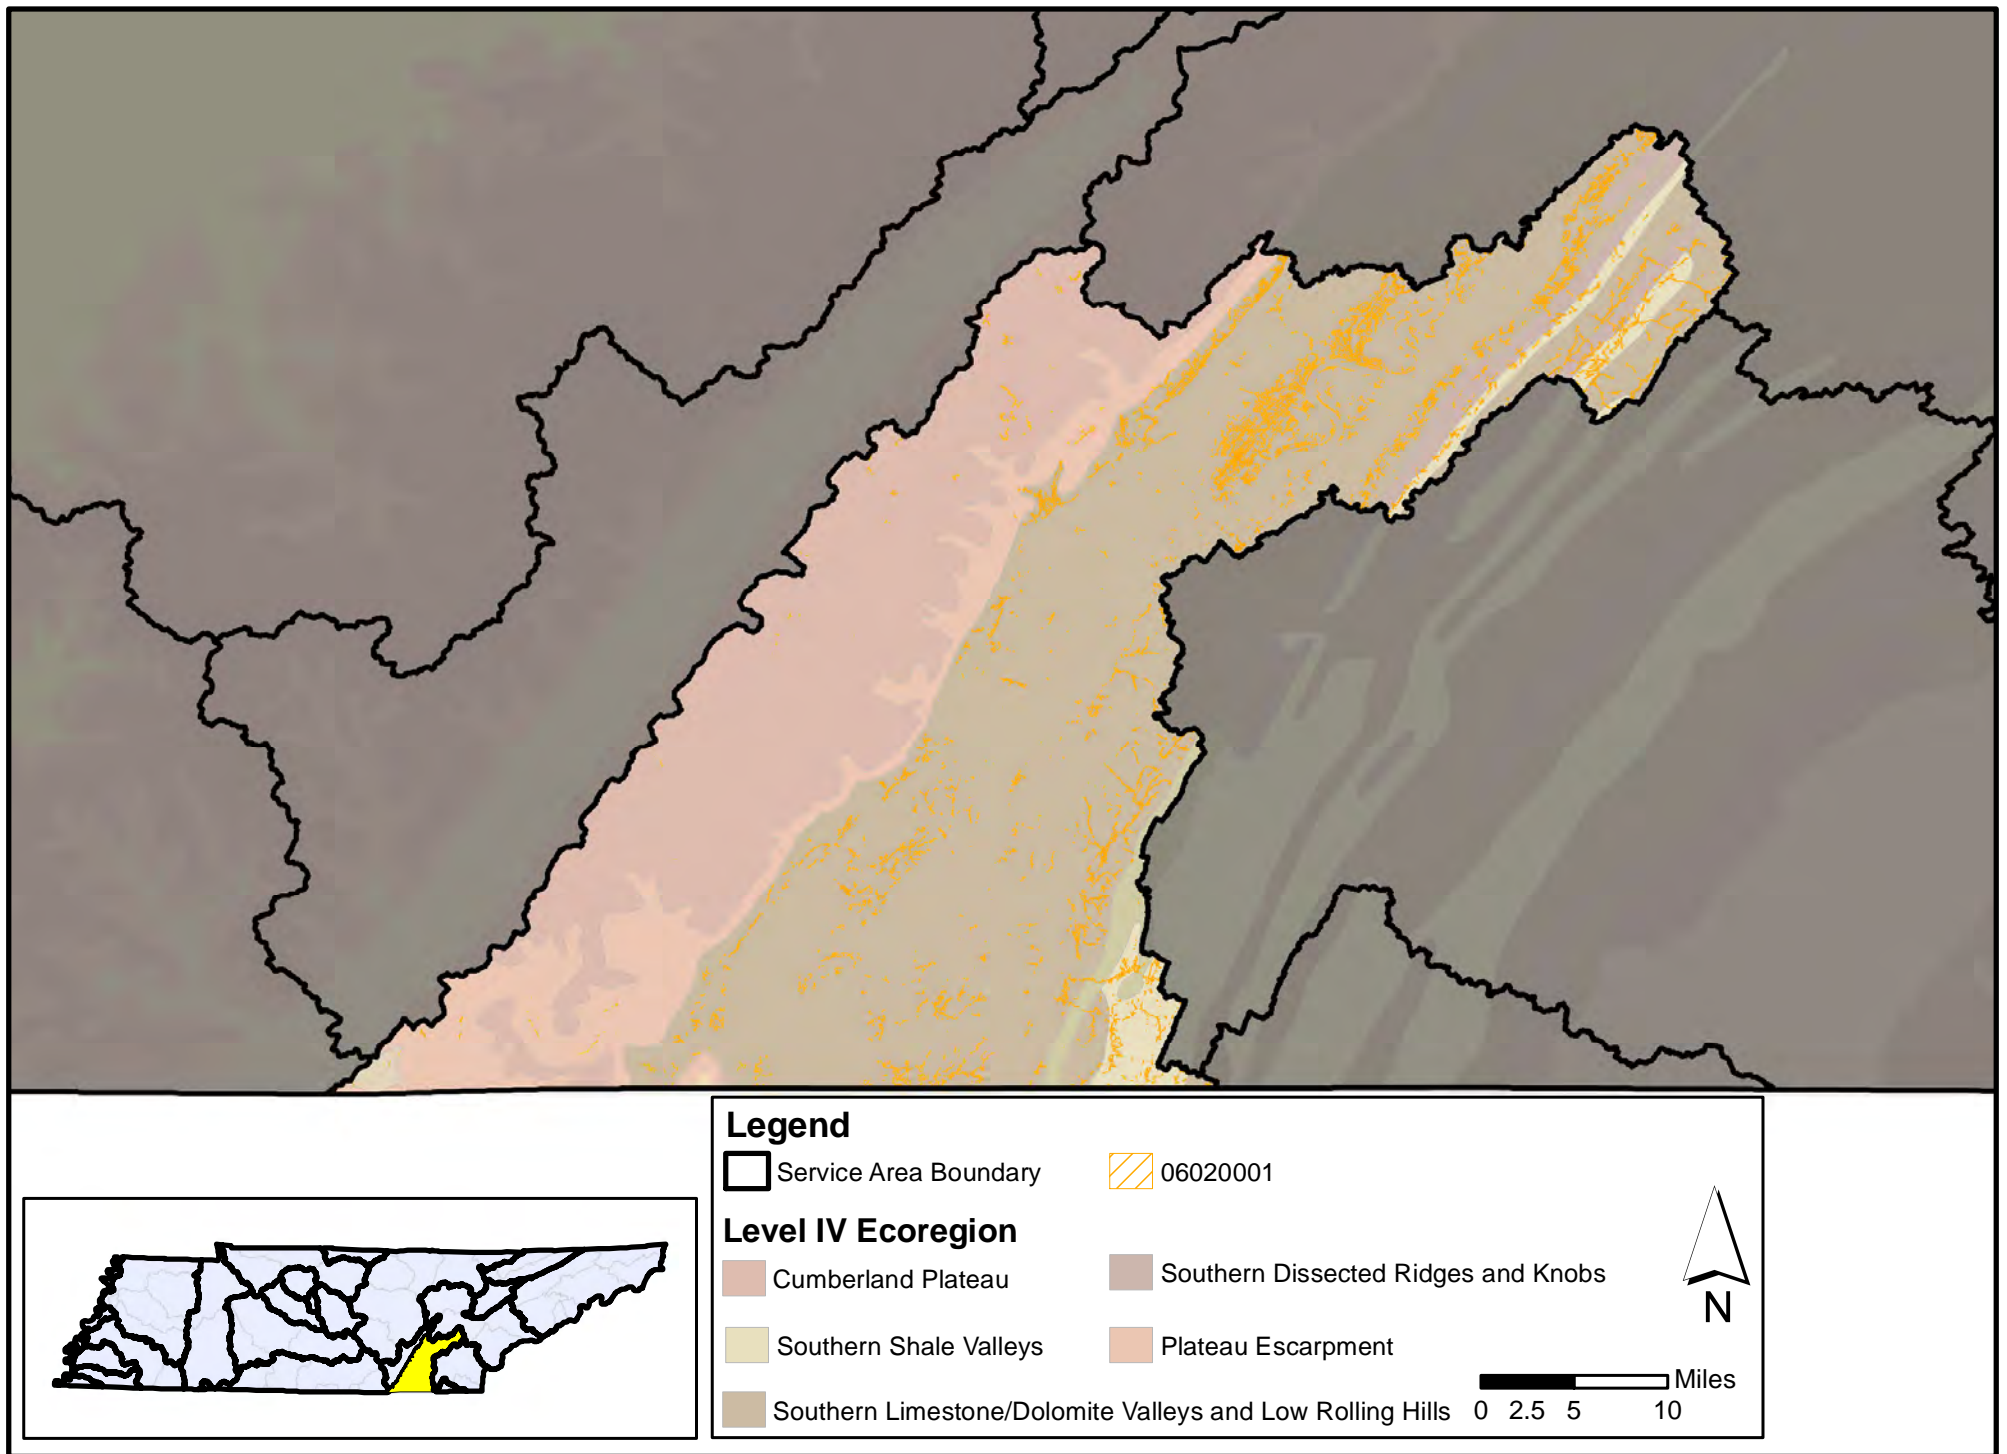 Legend
Service Area Boundary
06020001
Level IV Ecoregion
Cumberland Plateau
Southern Dissected Ridges and Knobs
Southern Shale Valleys
Plateau Escarpment
Southern Limestone/Dolomite Valleys and Low Rolling Hills
N
Miles
0 2.5 5 10